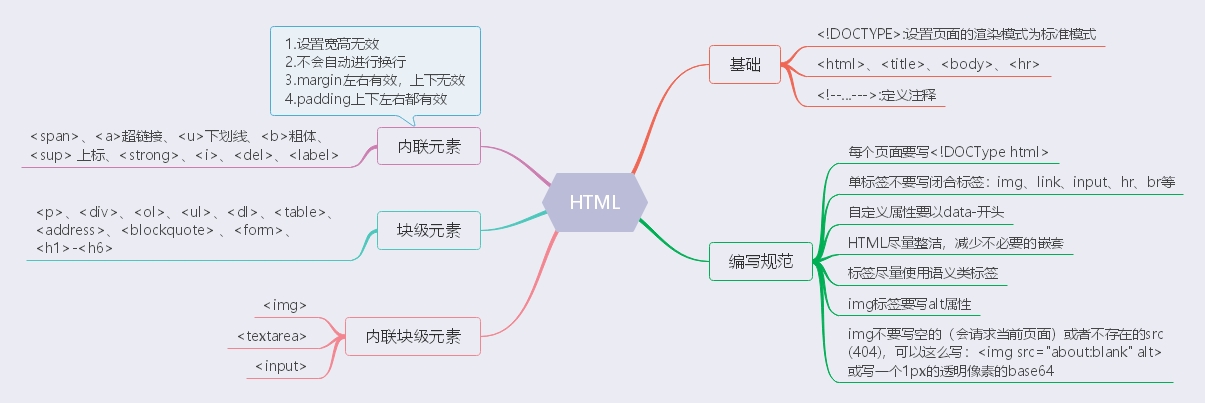 HTML
基础
<!DOCTYPE>:设置页面的渲染模式为标准模式
<html>、<title>、<body>、<hr>
<!--...--->:定义注释
编写规范
每个页面要写<!DOCType html>
单标签不要写闭合标签：img、link、input、hr、br等
自定义属性要以data-开头
HTML尽量整洁，减少不必要的嵌套
标签尽量使用语义类标签
img标签要写alt属性
img不要写空的（会请求当前页面）或者不存在的src
(404)，可以这么写：<img src="about:blank" alt>
或写一个1px的透明像素的base64
1.设置宽高无效
2.不会自动进行换行
3.margin左右有效，上下无效
4.padding上下左右都有效
内联元素
<span>、<a>超链接、<u>下划线、<b>粗体、
<sup> 上标、<strong>、<i>、<del>、<label>
块级元素
<p>、<div>、<ol>、<ul>、<dl>、<table>、
<address>、<blockquote> 、<form>、
<h1>-<h6>
内联块级元素
<img>
<textarea>
<input>